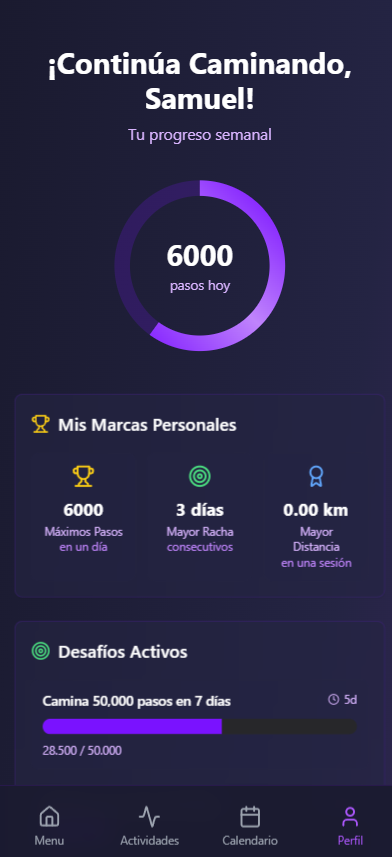 ¡Continúa Caminando,
Samuel!
Tu progreso semanal
6000
pasos hoy
Mis Marcas Personales
6000
Máximos Pasos
en un día
3 días
Mayor Racha
consecutivos
0.00 km
Mayor
Distancia
en una sesión
Desafíos Activos
Camina 50,000 pasos en 7 días
5d
28.500 / 50.000
Menu
Actividades
Calendario
Perfil